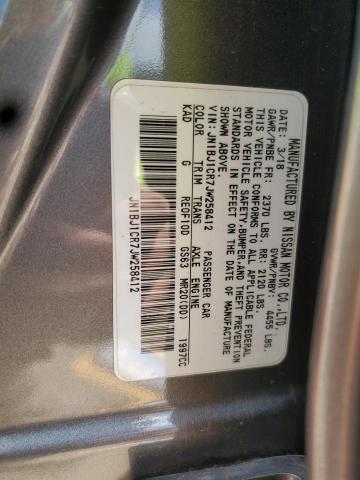 MANUFACTURED BY NISSAN MOTOR CO.,LTD.
3/18 GVWR/PNBV: 4455 LBS.
GAWR/PNBE FR: 2370 LBS. RR: 2120 LBS.
THIS VEHICLE CONFORMS TO ALL APPLICABLE FEDERAL
MOTOR VEHICLE SAFETY,BUMPER,AND THEFT PREVENTION
STANDARDS IN EFFECT ON THE DATE OF MANUFACTURE
SHOWN ABOVE.
VIN: JN1BJ1CR7JW258412 PASSENGER CAR
COLOR TRIM TRANS AXLE ENGINE
KAD G RE0F10D GS63 MR20(DD) 1997CC
JN1BJ1CR7JW258412